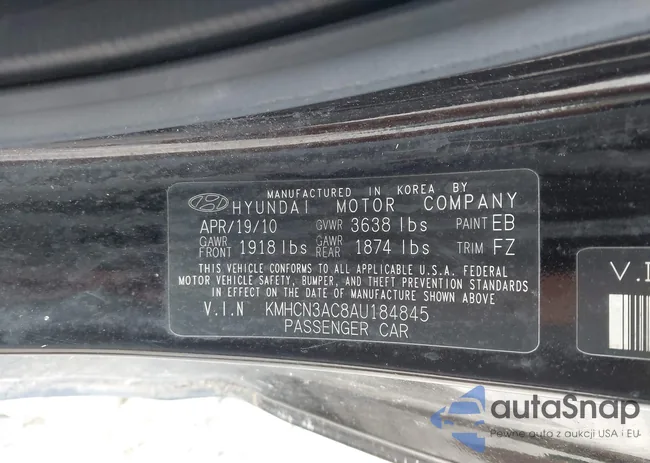 MANUFACTURED IN KOREA BY
HYUNDAI MOTOR COMPANY
APR/19/10 GVWR 3638 lbs PAINT EB
GAWR FRONT 1918 lbs GAWR REAR 1874 lbs TRIM FZ
THIS VEHICLE CONFORMS TO ALL APPLICABLE U.S.A. FEDERAL
MOTOR VEHICLE SAFETY, BUMPER, AND THEFT PREVENTION STANDARDS
IN EFFECT ON THE DATE OF MANUFACTURE SHOWN ABOVE
V.I.N KMHCN3AC8AU184845
PASSENGER CAR
V.I
autaSnap
Pewne auta z aukcji USA i EU